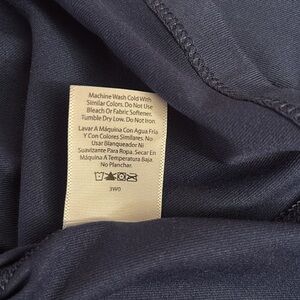 Machine Wash Cold With
Similar Colors. Do Not Use
Bleach Or Fabric Softener.
Tumble Dry Low. Do Not Iron.
Lavar A Máquina Con Agua Fría
Y Con Colores Similares. No
Usar Blanqueador Ni
Suavizante Para Ropa. Secar En
Máquina A Temperatura Baja.
No Planchar.
3W0